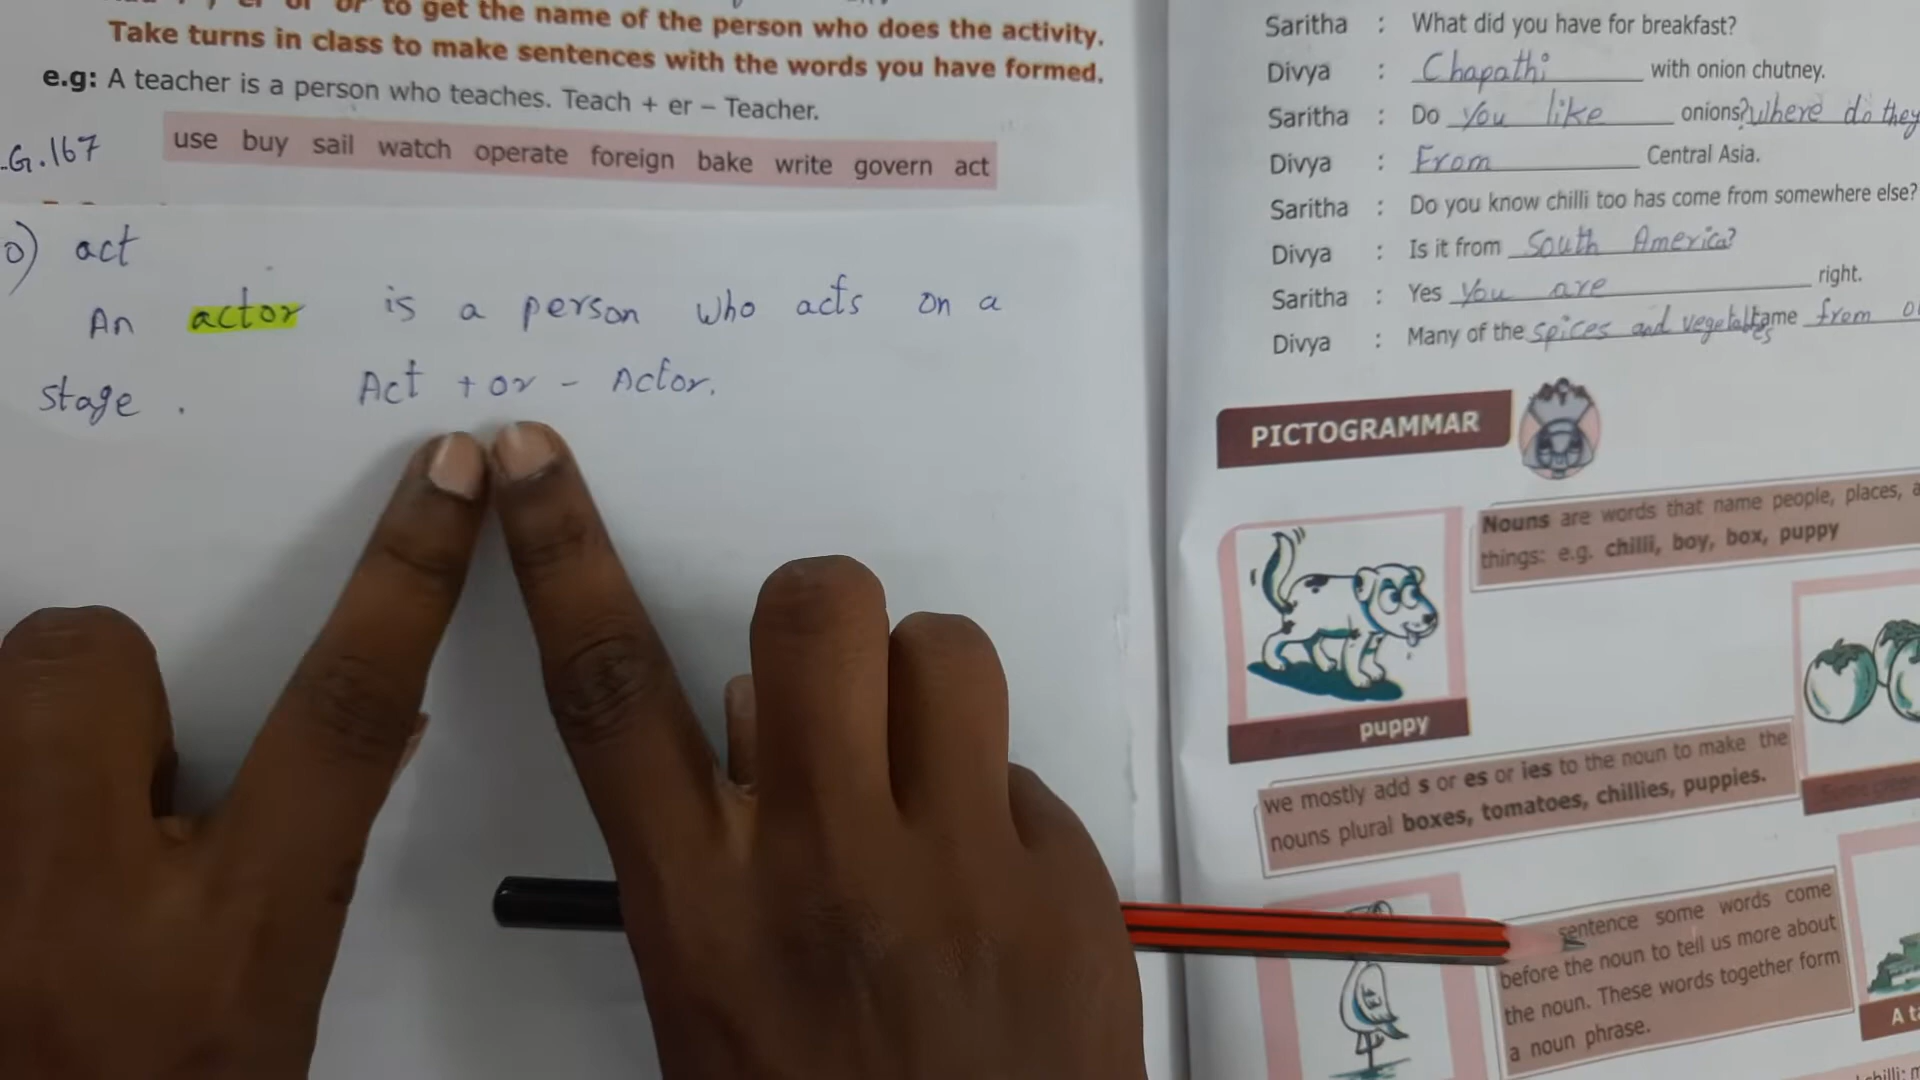 er or or to get the name of the person who does the activity.
Take turns in class to make sentences with the words you have formed.
e.g: A teacher is a person who teaches. Teach + er – Teacher.
.G.167
use buy sail watch operate foreign bake write govern act
0) act
An actor is a person who acts on a
stage .
Act + or - Actor.
Saritha : What did you have for breakfast?
Divya : Chapathi with onion chutney.
Saritha : Do you like onions? Where do they
Divya : From Central Asia.
Saritha : Do you know chilli too has come from somewhere else?
Divya : Is it from South America?
Saritha : Yes you are right.
Divya : Many of the spices and vegetables came from
PICTOGRAMMAR
Nouns are words that name people, places, a
things: e.g. chilli, boy, box, puppy
puppy
we mostly add s or es or ies to the noun to make the
nouns plural boxes, tomatoes, chillies, puppies.
sentence some words come
before the noun to tell us more about
the noun. These words together form
a noun phrase.
A ta